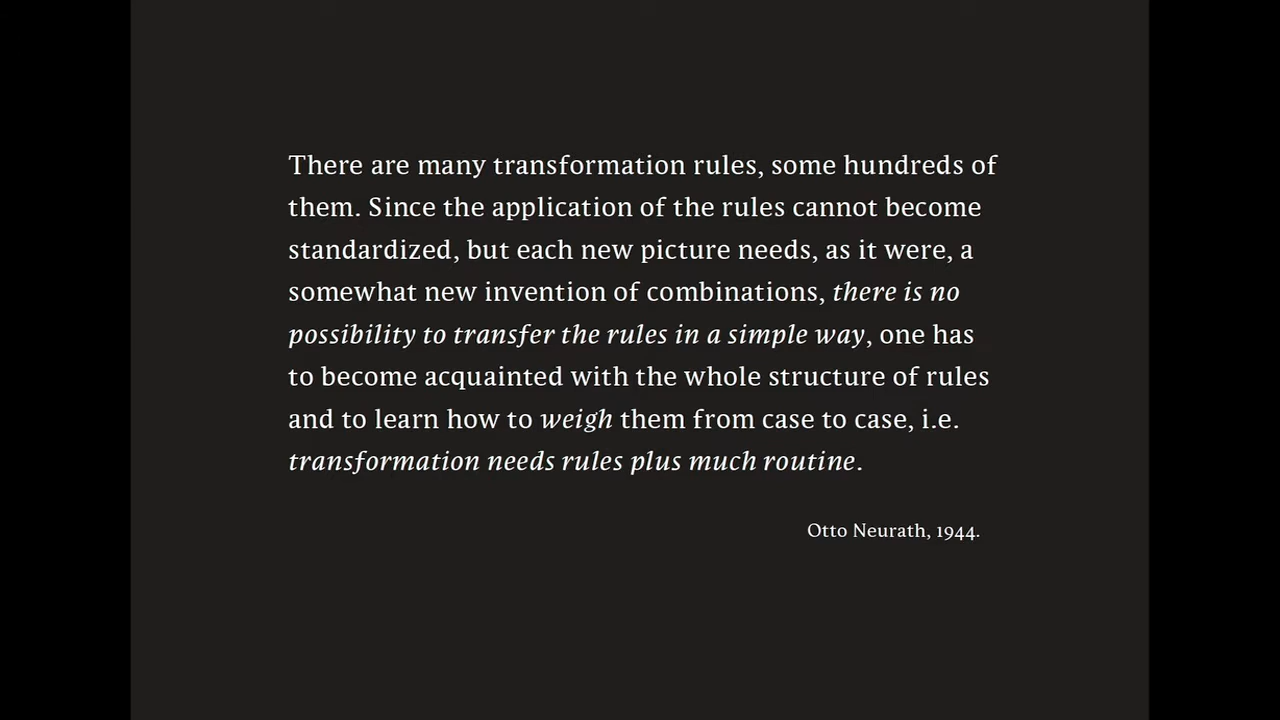 There are many transformation rules, some hundreds of
them. Since the application of the rules cannot become
standardized, but each new picture needs, as it were, a
somewhat new invention of combinations, there is no
possibility to transfer the rules in a simple way, one has
to become acquainted with the whole structure of rules
and to learn how to weigh them from case to case, i.e.
transformation needs rules plus much routine.
Otto Neurath, 1944.